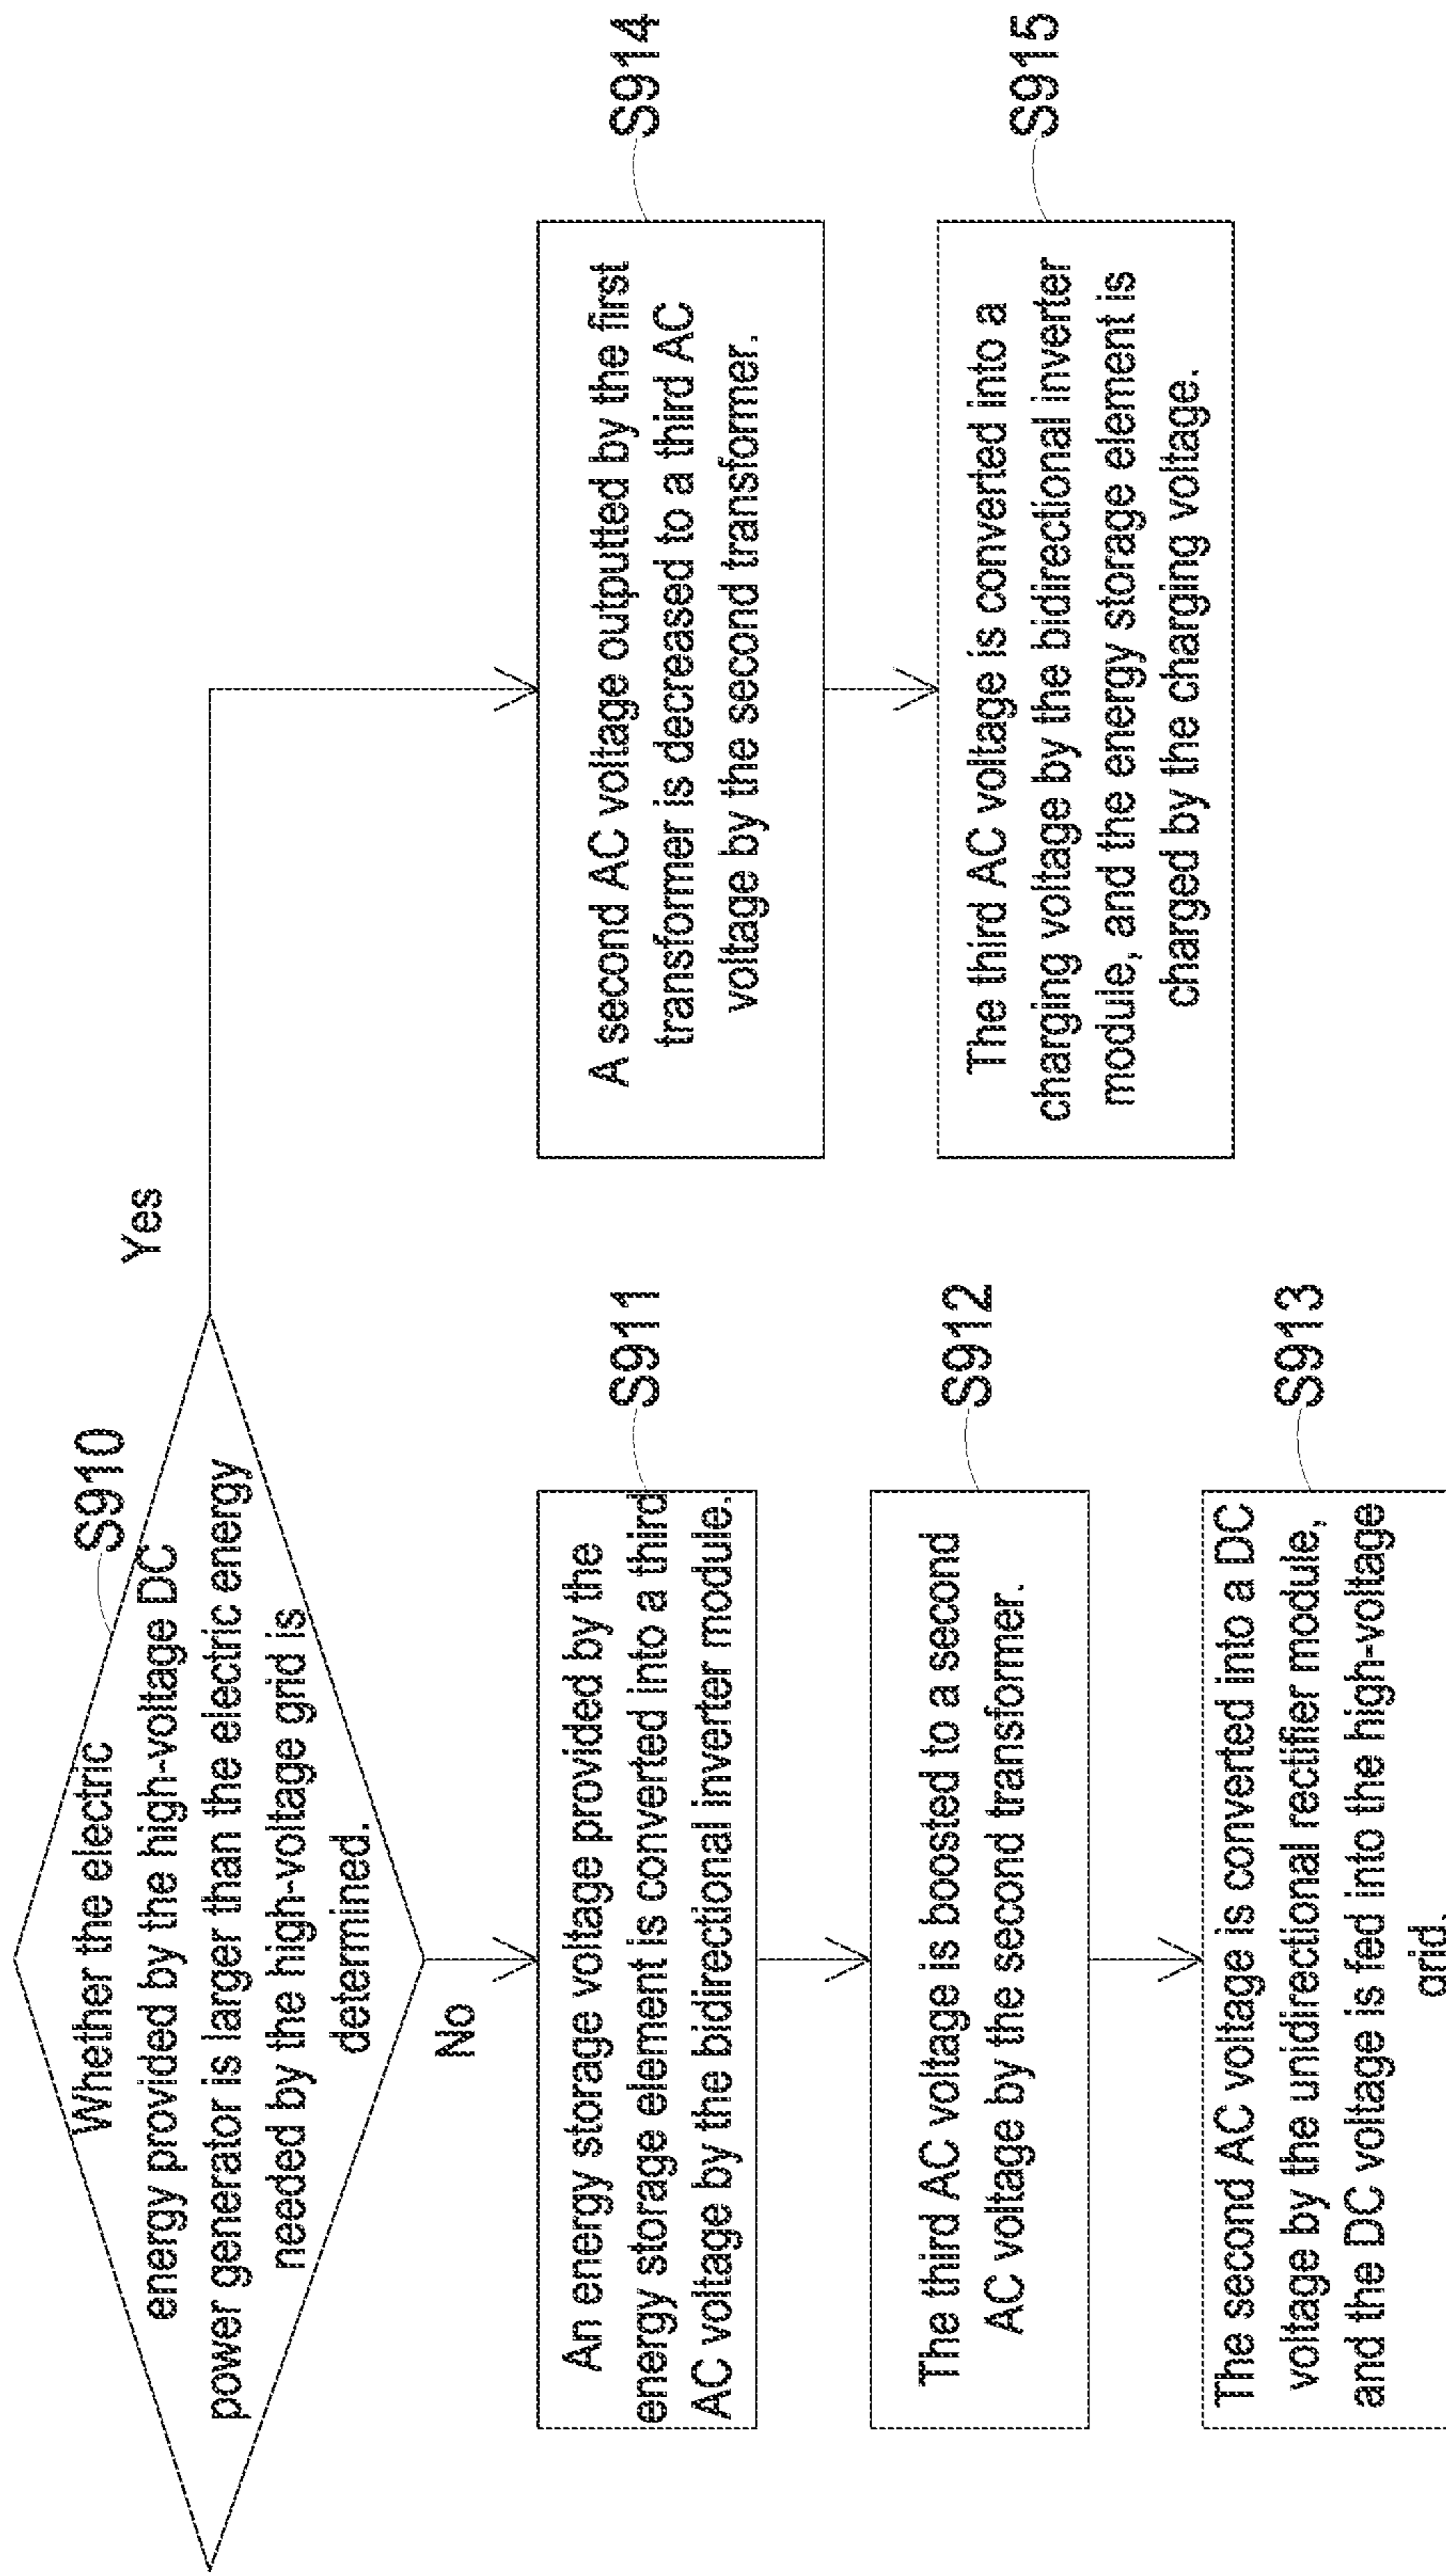 S910
Whether the electric
energy provided by the high-voltage DC
power generator is larger than the electric energy
needed by the high-voltage grid is
determined.
Yes
No
S911
An energy storage voltage provided by the
energy storage element is converted into a third
AC voltage by the bidirectional inverter module.
S912
The third AC voltage is boosted to a second
AC voltage by the second transformer.
S913
The second AC voltage is converted into a DC
voltage by the unidirectional rectifier module,
and the DC voltage is fed into the high-voltage
grid.
S914
A second AC voltage outputted by the first
transformer is decreased to a third AC
voltage by the second transformer.
S915
The third AC voltage is converted into a
charging voltage by the bidirectional inverter
module, and the energy storage element is
charged by the charging voltage.